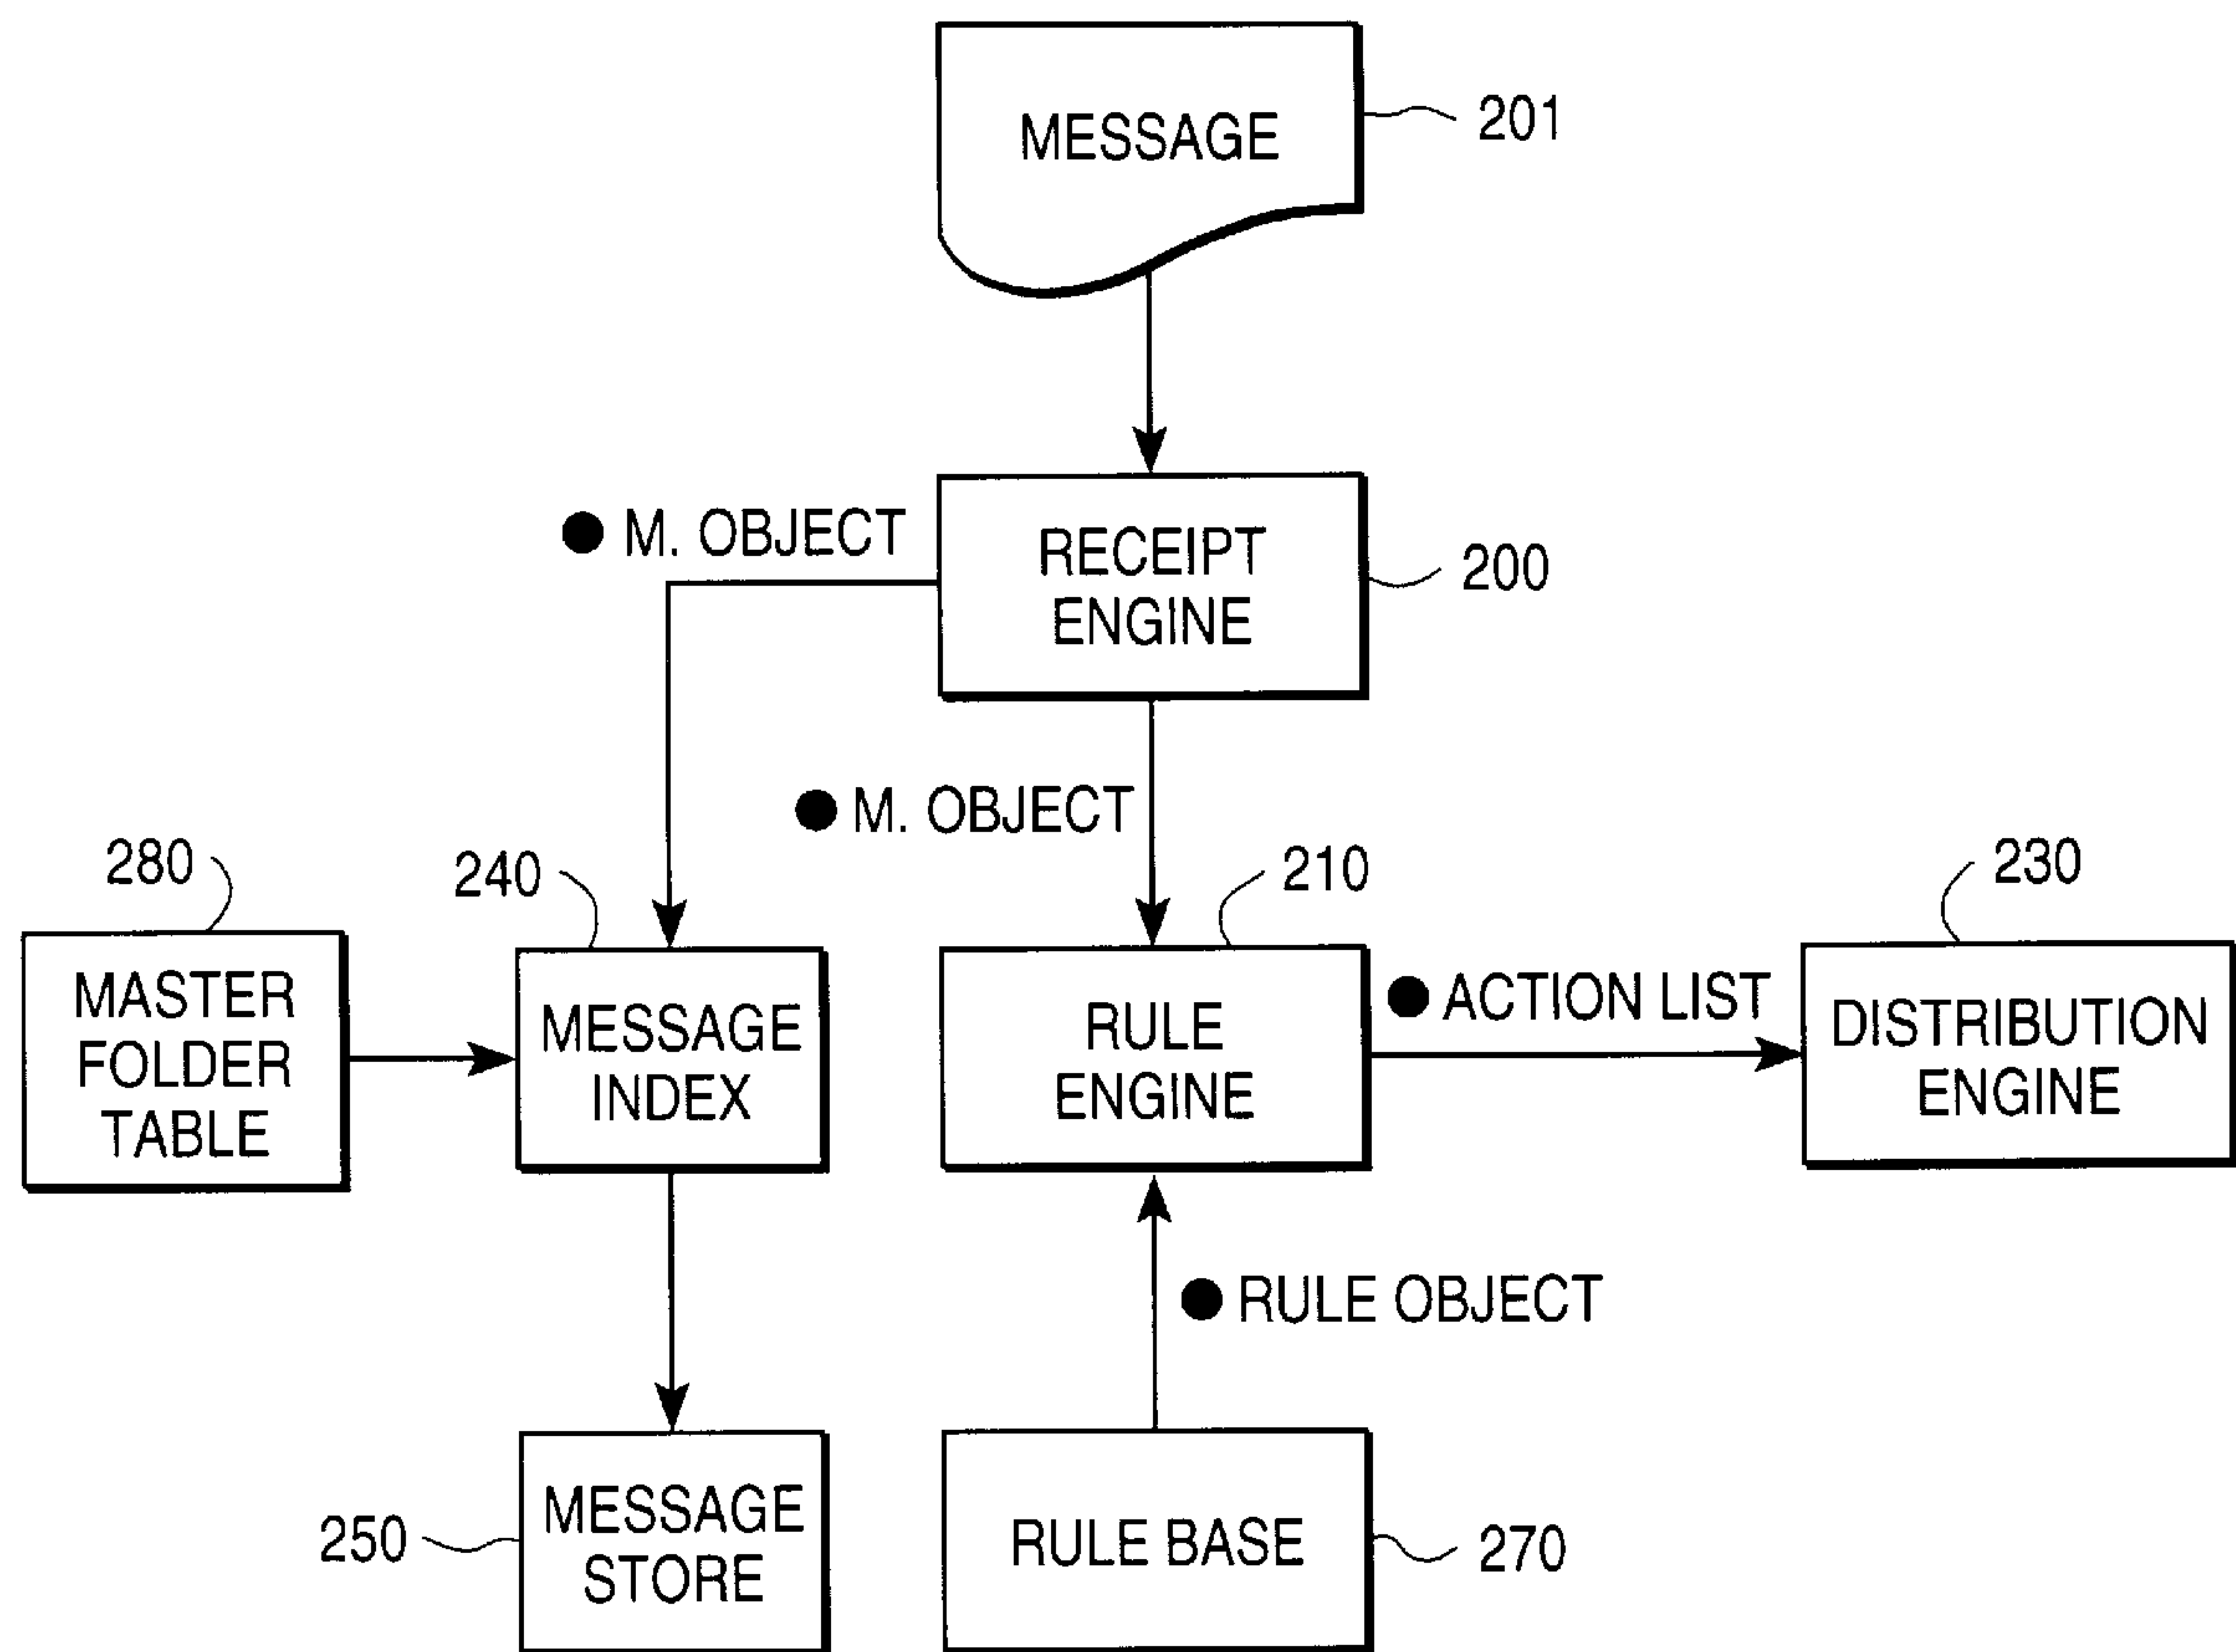 MESSAGE
201
● M. OBJECT
RECEIPT
ENGINE
200
● M. OBJECT
280
240
210
230
MASTER
FOLDER
TABLE
MESSAGE
INDEX
RULE
ENGINE
● ACTION LIST
DISTRIBUTION
ENGINE
● RULE OBJECT
250
MESSAGE
STORE
RULE BASE
270